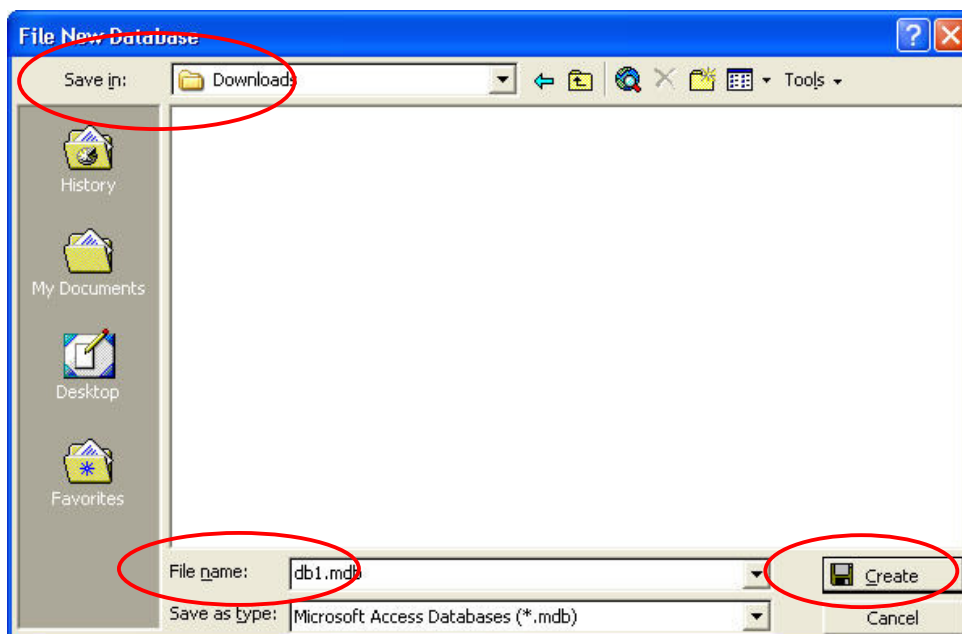 File New Database
Save in: Downloads Tools
History
My Documents
Desktop
Favorites
File name: db1.mdb Create
Save as type: Microsoft Access Databases (*.mdb) Cancel